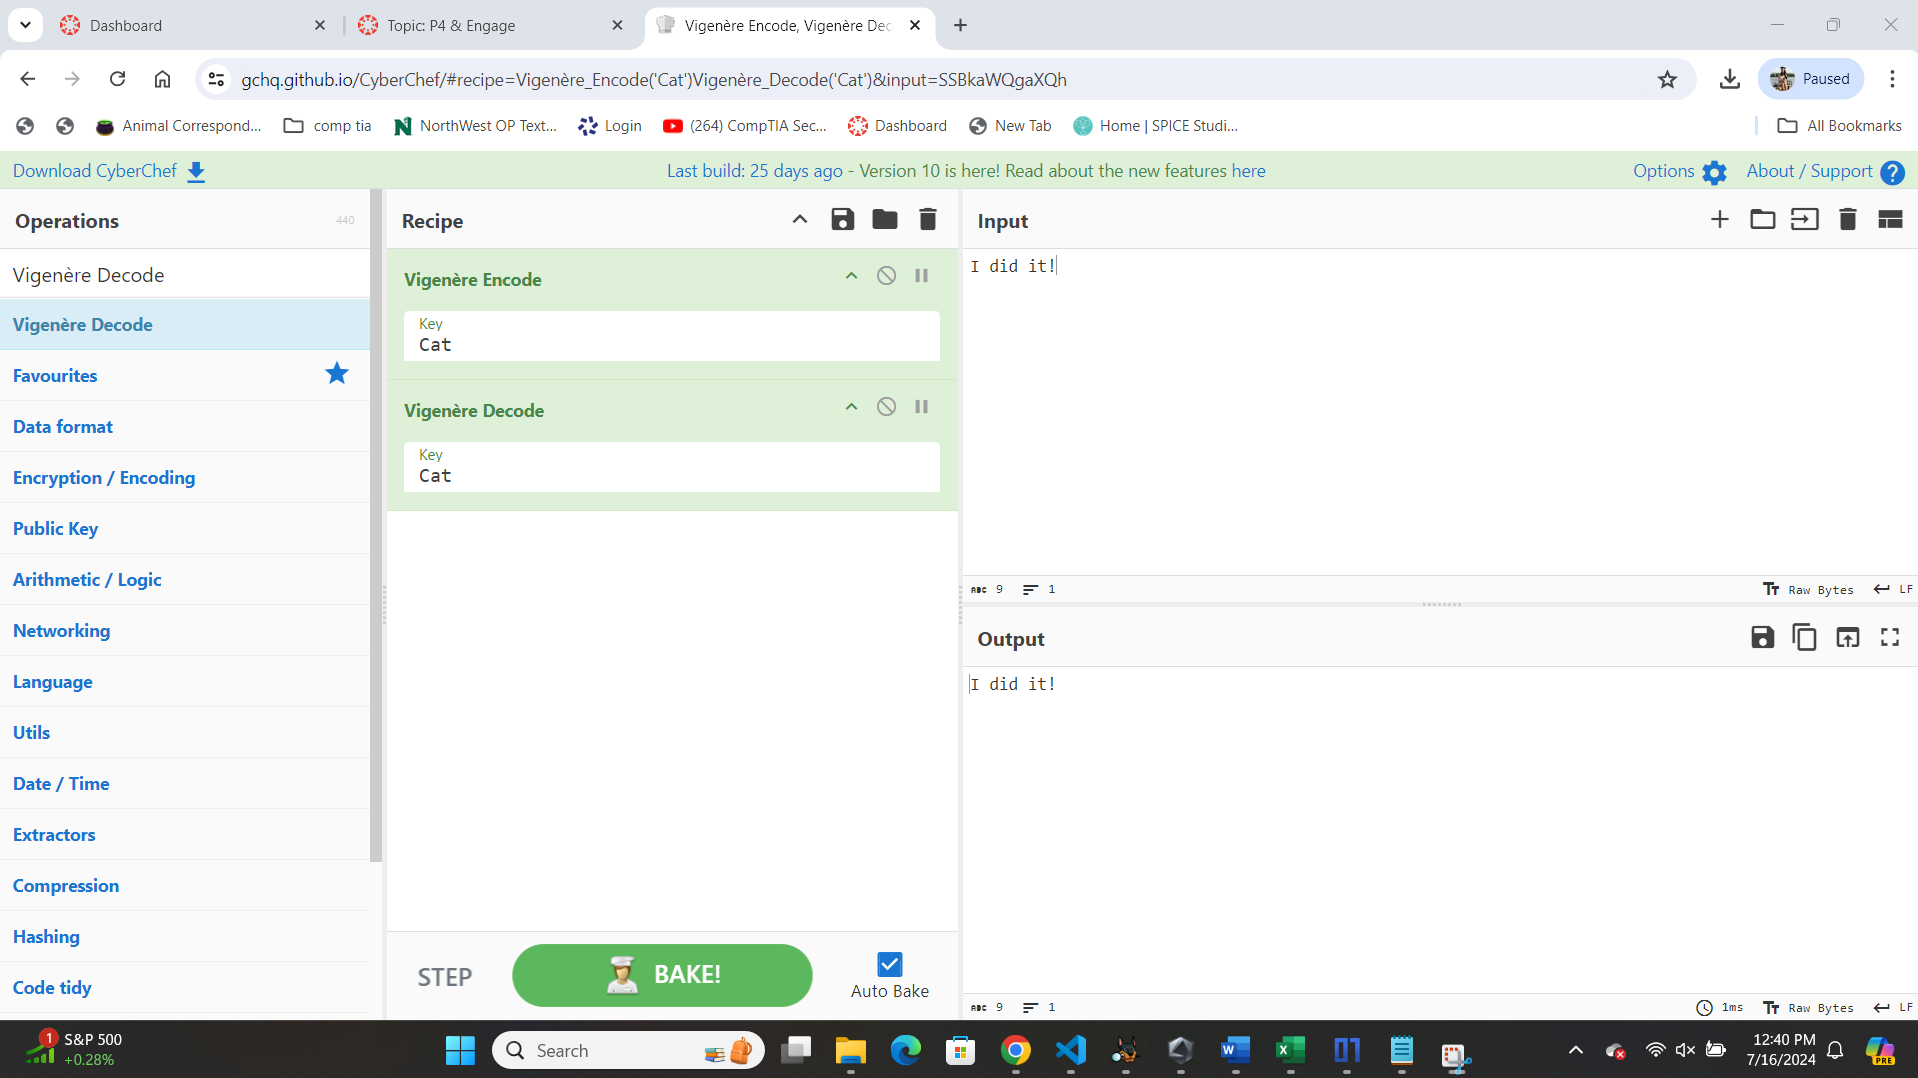 Dashboard
Topic: P4 & Engage
Vigenère Encode, Vigenère Dec
gchq.github.io/CyberChef/#recipe=Vigenère_Encode('Cat')Vigenère_Decode('Cat')&input=SSBkaWQgaXQh
Paused
Animal Correspond...
comp tia
NorthWest OP Text...
Login
(264) CompTIA Sec...
Dashboard
New Tab
Home | SPICE Studi...
All Bookmarks
Download CyberChef
Last build: 25 days ago - Version 10 is here! Read about the new features here
Options
About / Support
Operations
440
Vigenère Decode
Vigenère Decode
Favourites
Data format
Encryption / Encoding
Public Key
Arithmetic / Logic
Networking
Language
Utils
Date / Time
Extractors
Compression
Hashing
Code tidy
Recipe
Vigenère Encode
Key
Cat
Vigenère Decode
Key
Cat
STEP
BAKE!
Auto Bake
Input
I did it!
ABC 9
1
Raw Bytes
LF
Output
I did it!
ABC 9
1
1ms
Raw Bytes
LF
1
S&P 500
+0.28%
Search
12:40 PM
7/16/2024
PRE